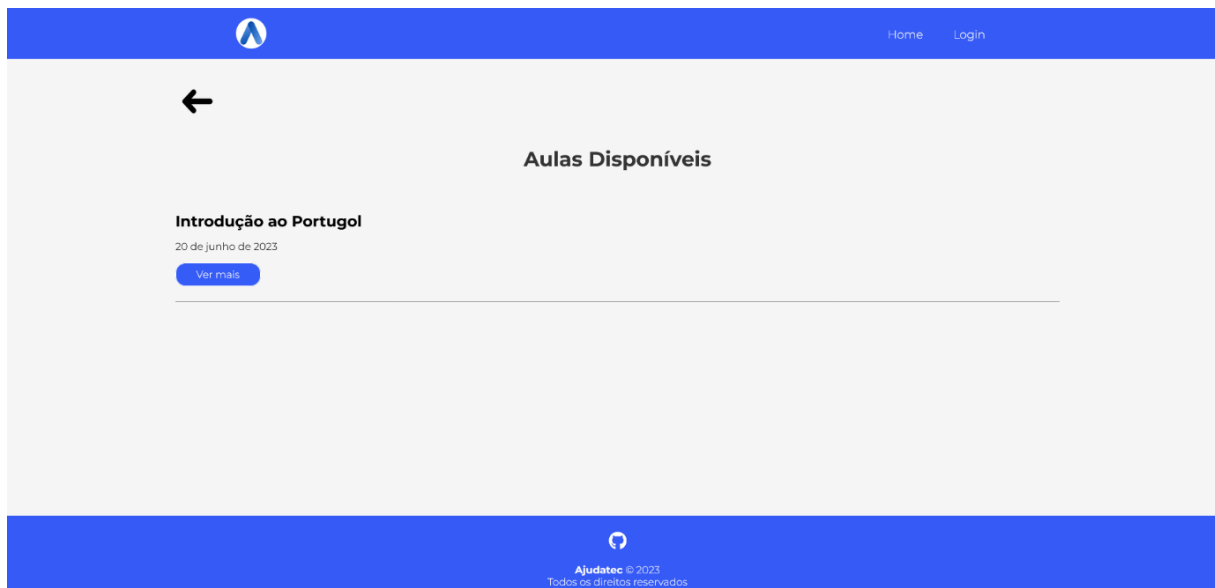 Home Login
Aulas Disponíveis
Introdução ao Portugol
20 de junho de 2023
Ver mais
Ajudatec © 2023
Todos os direitos reservados